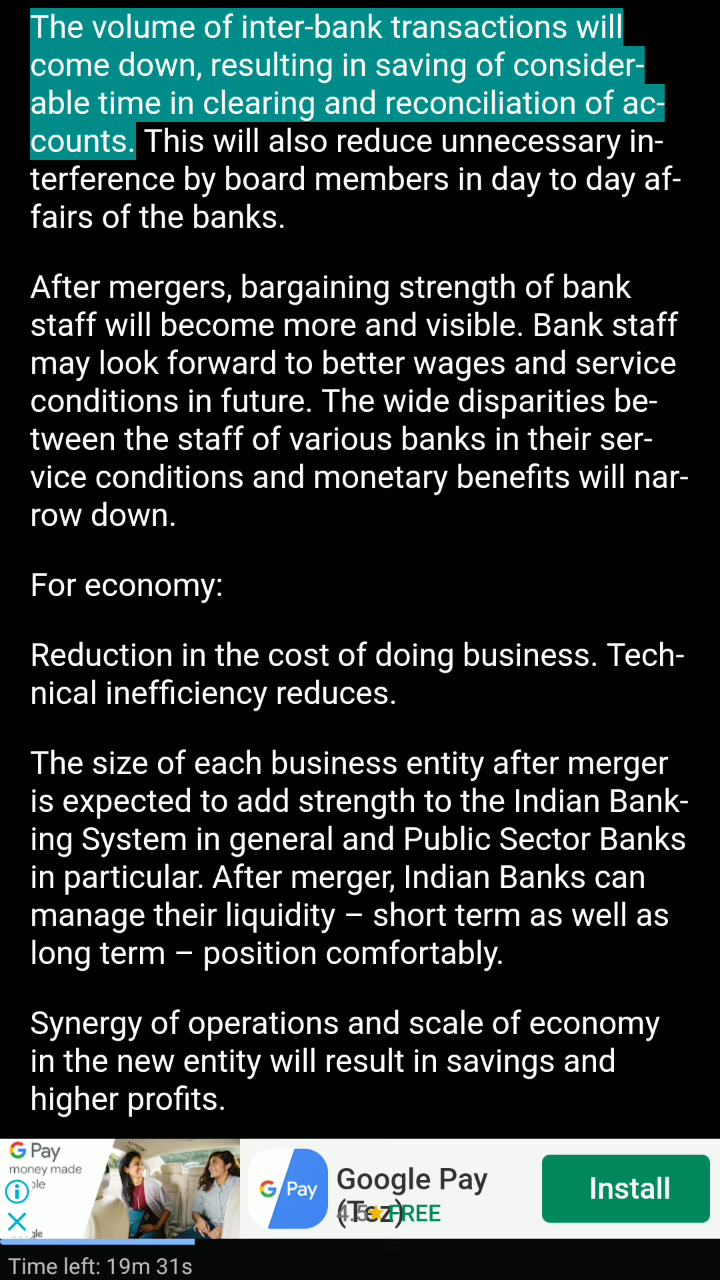 The volume of inter-bank transactions will
come down, resulting in saving of consider-
able time in clearing and reconciliation of ac-
counts. This will also reduce unnecessary in-
terference by board members in day to day af-
fairs of the banks.
After mergers, bargaining strength of bank
staff will become more and visible. Bank staff
may look forward to better wages and service
conditions in future. The wide disparities be-
tween the staff of various banks in their ser-
vice conditions and monetary benefits will nar-
row down.
For economy:
Reduction in the cost of doing business. Tech-
nical inefficiency reduces.
The size of each business entity after merger
is expected to add strength to the Indian Bank-
ing System in general and Public Sector Banks
in particular. After merger, Indian Banks can
manage their liquidity – short term as well as
long term – position comfortably.
Synergy of operations and scale of economy
in the new entity will result in savings and
higher profits.
G Pay
money made
ple
gle
G Pay
Google Pay
(Tez)
4.5 FREE
Install
Time left: 19m 31s